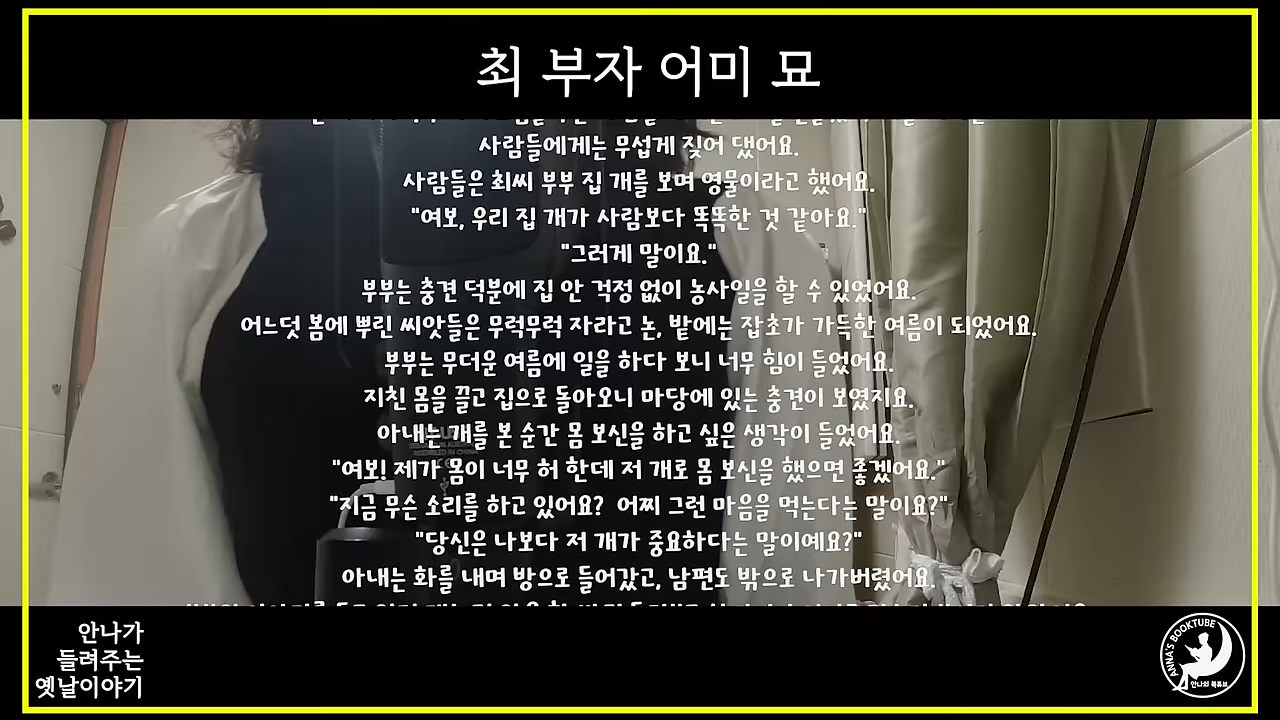 최 부자 어미 묘
사람들에게는 무섭게 짖어 댔어요.
사람들은 최씨 부부 집 개를 보며 영물이라고 했어요.
"여보, 우리 집 개가 사람보다 똑똑한 것 같아요."
"그러게 말이요."
부부는 충견 덕분에 집 안 걱정 없이 농사일을 할 수 있었어요.
어느덧 봄에 뿌린 씨앗들은 무럭무럭 자라고 논, 밭에는 잡초가 가득한 여름이 되었어요.
부부는 무더운 여름에 일을 하다 보니 너무 힘이 들었어요.
지친 몸을 끌고 집으로 돌아오니 마당에 있는 충견이 보였지요.
아내는 개를 본 순간 몸 보신을 하고 싶은 생각이 들었어요.
"여보! 제가 몸이 너무 허 한데 저 개로 몸 보신을 했으면 좋겠어요."
"지금 무슨 소리를 하고 있어요? 어찌 그런 마음을 먹는다는 말이요?"
"당신은 나보다 저 개가 중요하다는 말이예요?"
아내는 화를 내며 방으로 들어갔고, 남편도 밖으로 나가버렸어요.
안나가
들려주는
옛날이야기
ANNA'S BOOKTUBE
안나의 북튜브